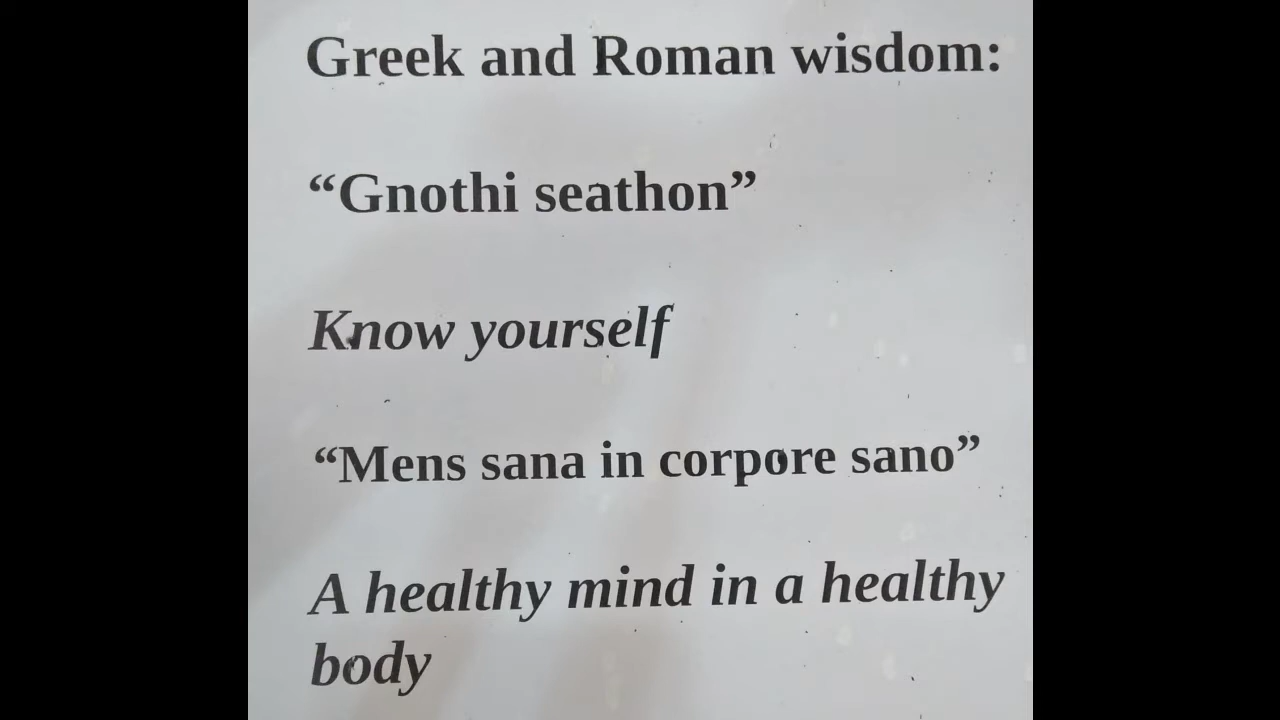 Greek and Roman wisdom:
“Gnothi seathon”
Know yourself
“Mens sana in corpore sano”
A healthy mind in a healthy
body